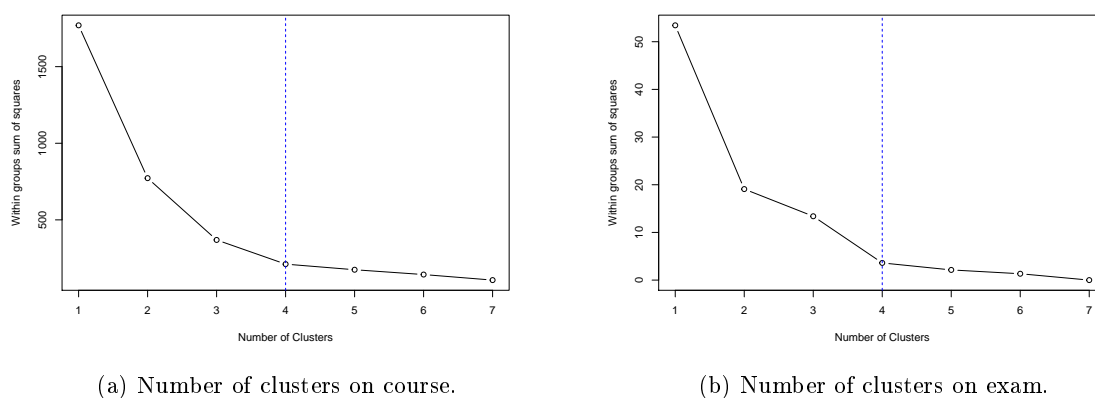 Within groups sum of squares
1500
1000
500
1 2 3 4 5 6 7
Number of Clusters
(a) Number of clusters on course.
Within groups sum of squares
50
40
30
20
10
0
1 2 3 4 5 6 7
Number of Clusters
(b) Number of clusters on exam.